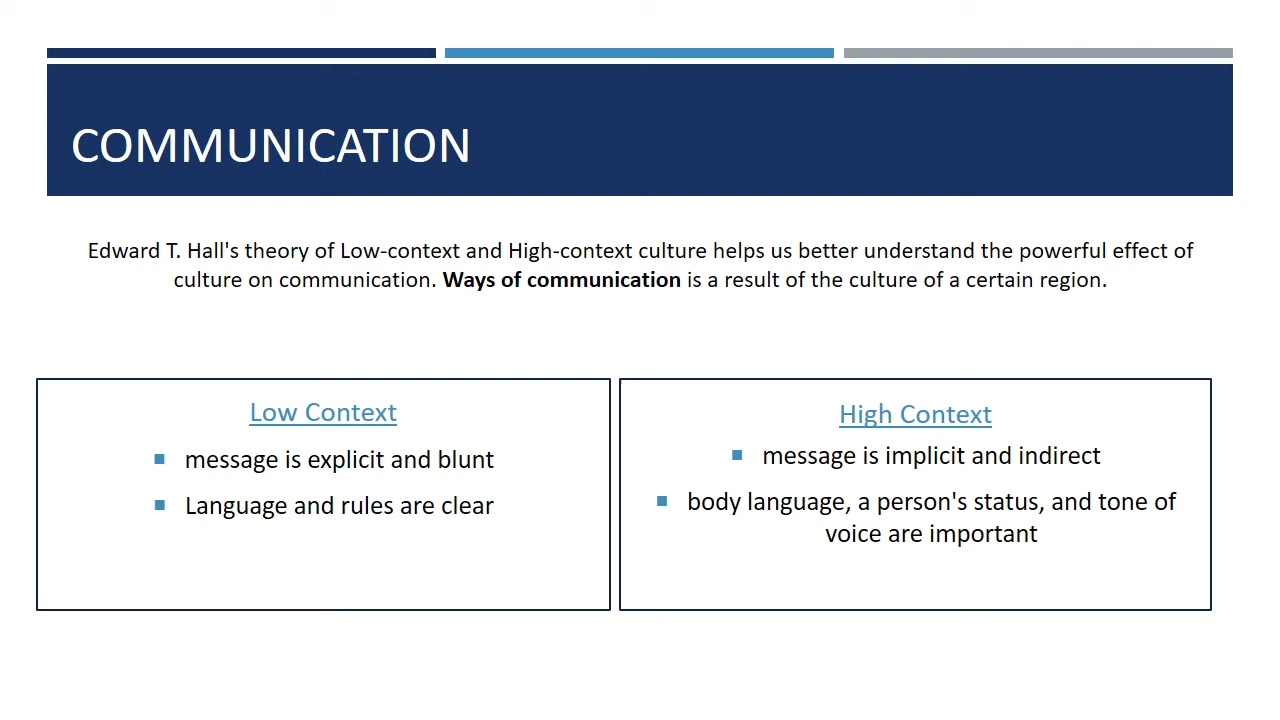 COMMUNICATION
Edward T. Hall's theory of Low-context and High-context culture helps us better understand the powerful effect of
culture on communication. Ways of communication is a result of the culture of a certain region.
Low Context
message is explicit and blunt
Language and rules are clear
High Context
message is implicit and indirect
body language, a person's status, and tone of
voice are important